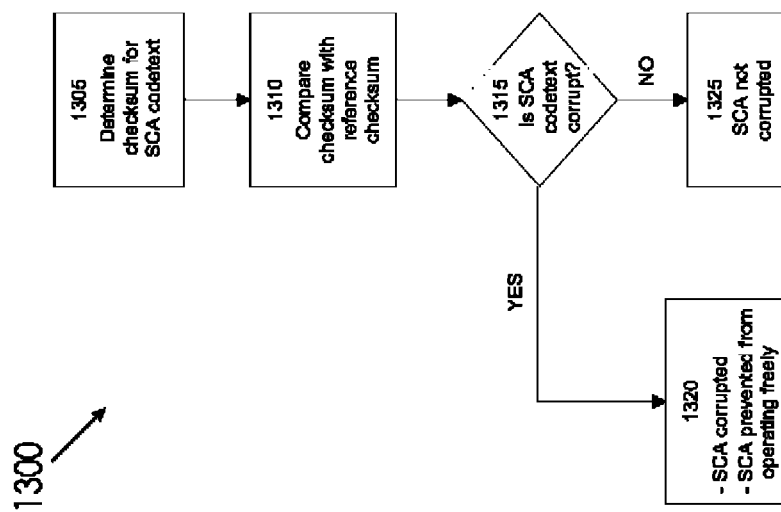 1300
1305
Determine
checksum for
SCA codetext
1310
Compare
checksum with
reference
checksum
1315
Is SCA
codetext
corrupt?
YES
NO
1320
- SCA corrupted
- SCA prevented from
operating freely
1325
SCA not
corrupted